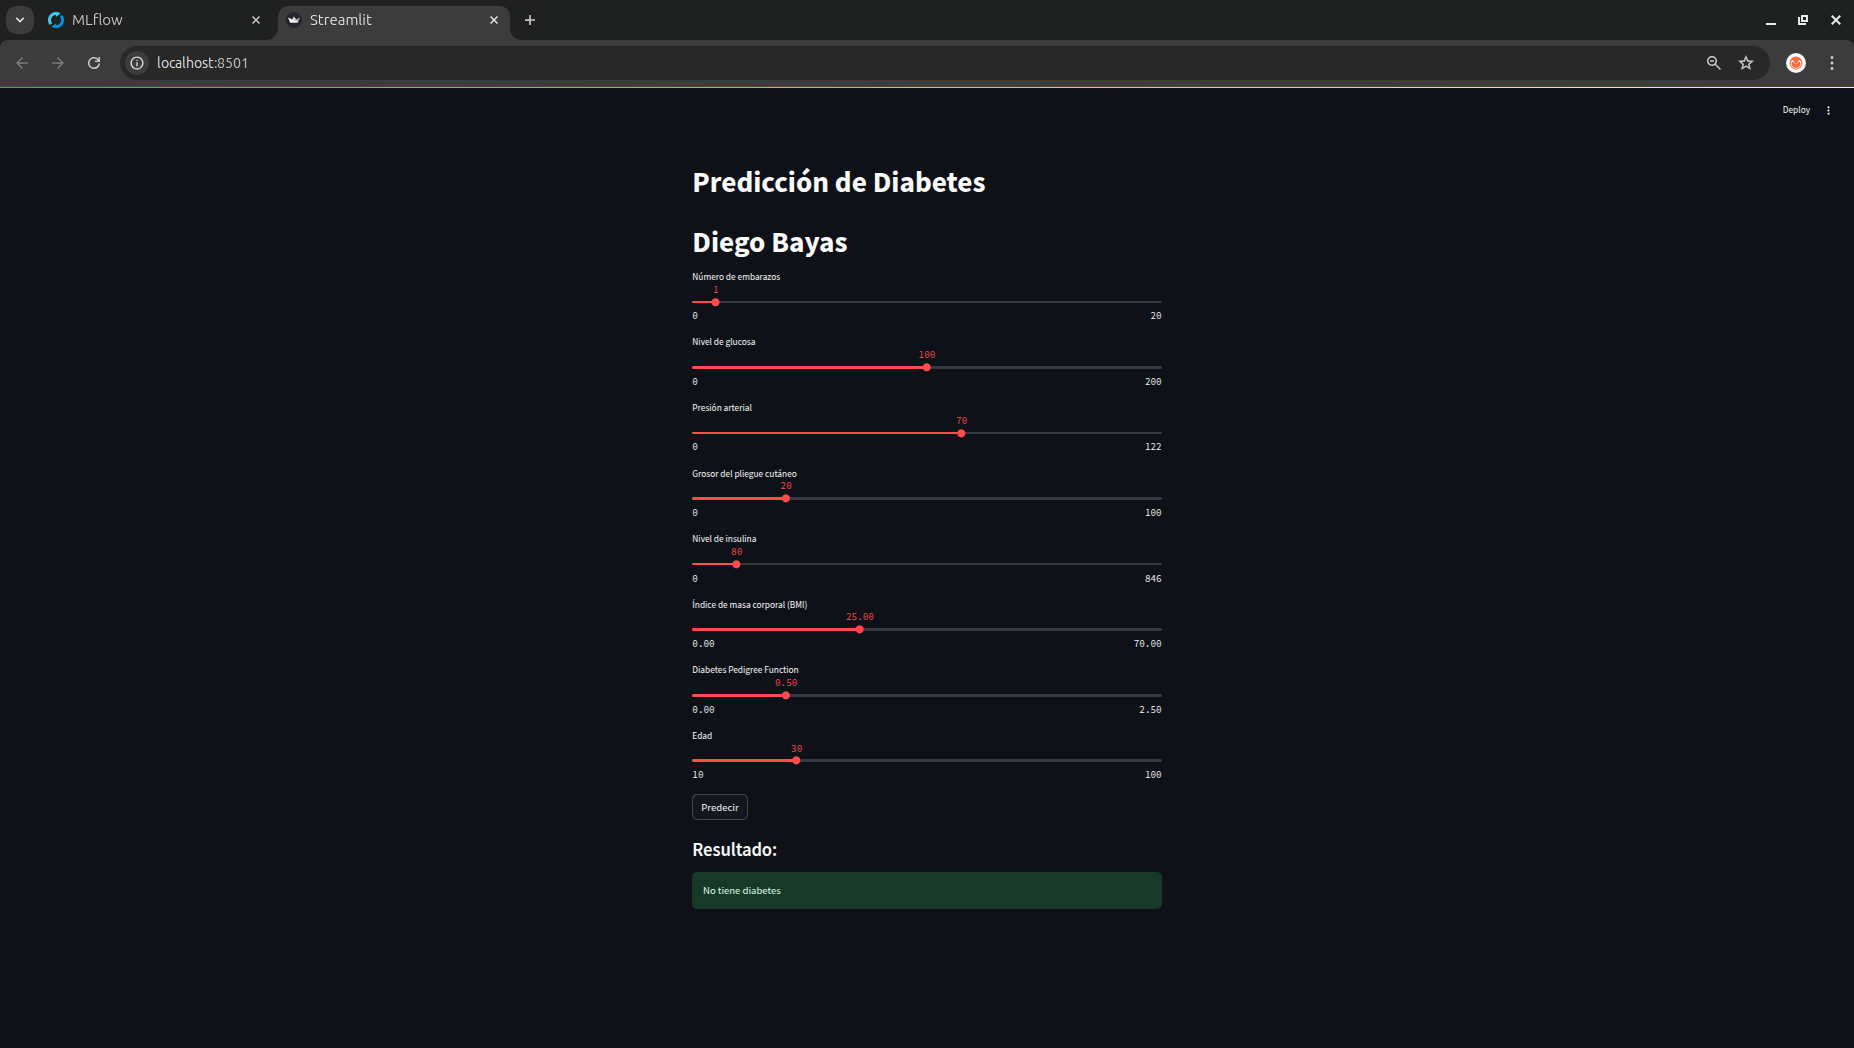 MLflow
Streamlit
localhost:8501
Deploy
Predicción de Diabetes
Diego Bayas
Número de embarazos
1
0 20
Nivel de glucosa
100
0 200
Presión arterial
70
0 122
Grosor del pliegue cutáneo
20
0 100
Nivel de insulina
80
0 846
Índice de masa corporal (BMI)
25.00
0.00 70.00
Diabetes Pedigree Function
0.50
0.00 2.50
Edad
30
10 100
Predecir
Resultado:
No tiene diabetes